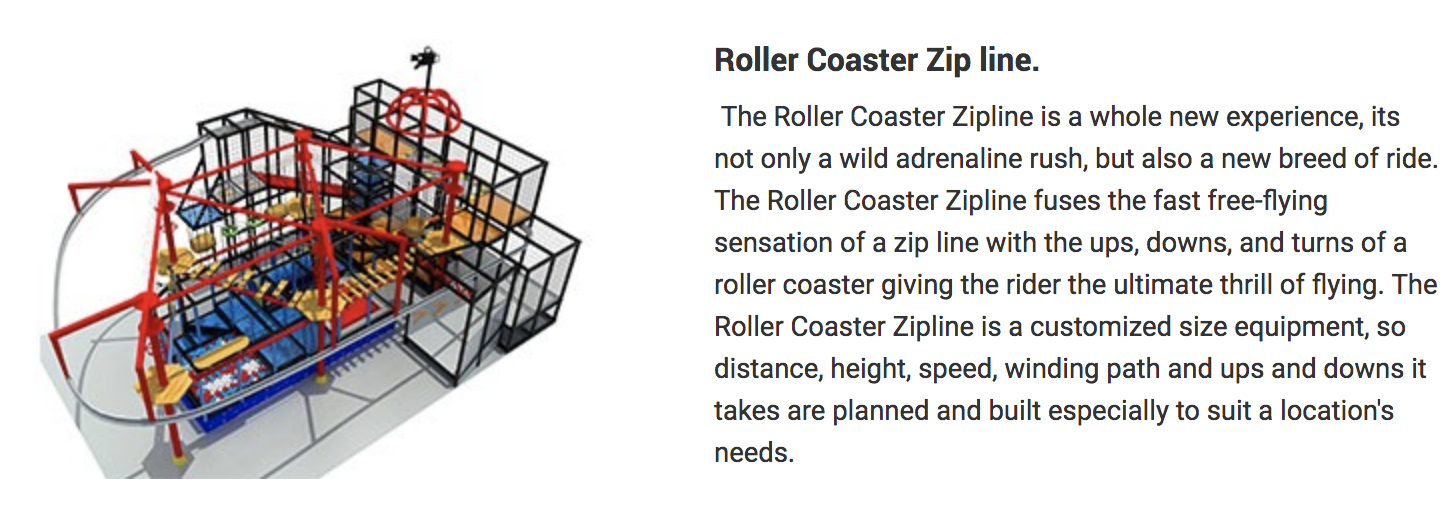 Roller Coaster Zip line.
The Roller Coaster Zipline is a whole new experience, its
not only a wild adrenaline rush, but also a new breed of ride.
The Roller Coaster Zipline fuses the fast free-flying
sensation of a zip line with the ups, downs, and turns of a
roller coaster giving the rider the ultimate thrill of flying. The
Roller Coaster Zipline is a customized size equipment, so
distance, height, speed, winding path and ups and downs it
takes are planned and built especially to suit a location's
needs.